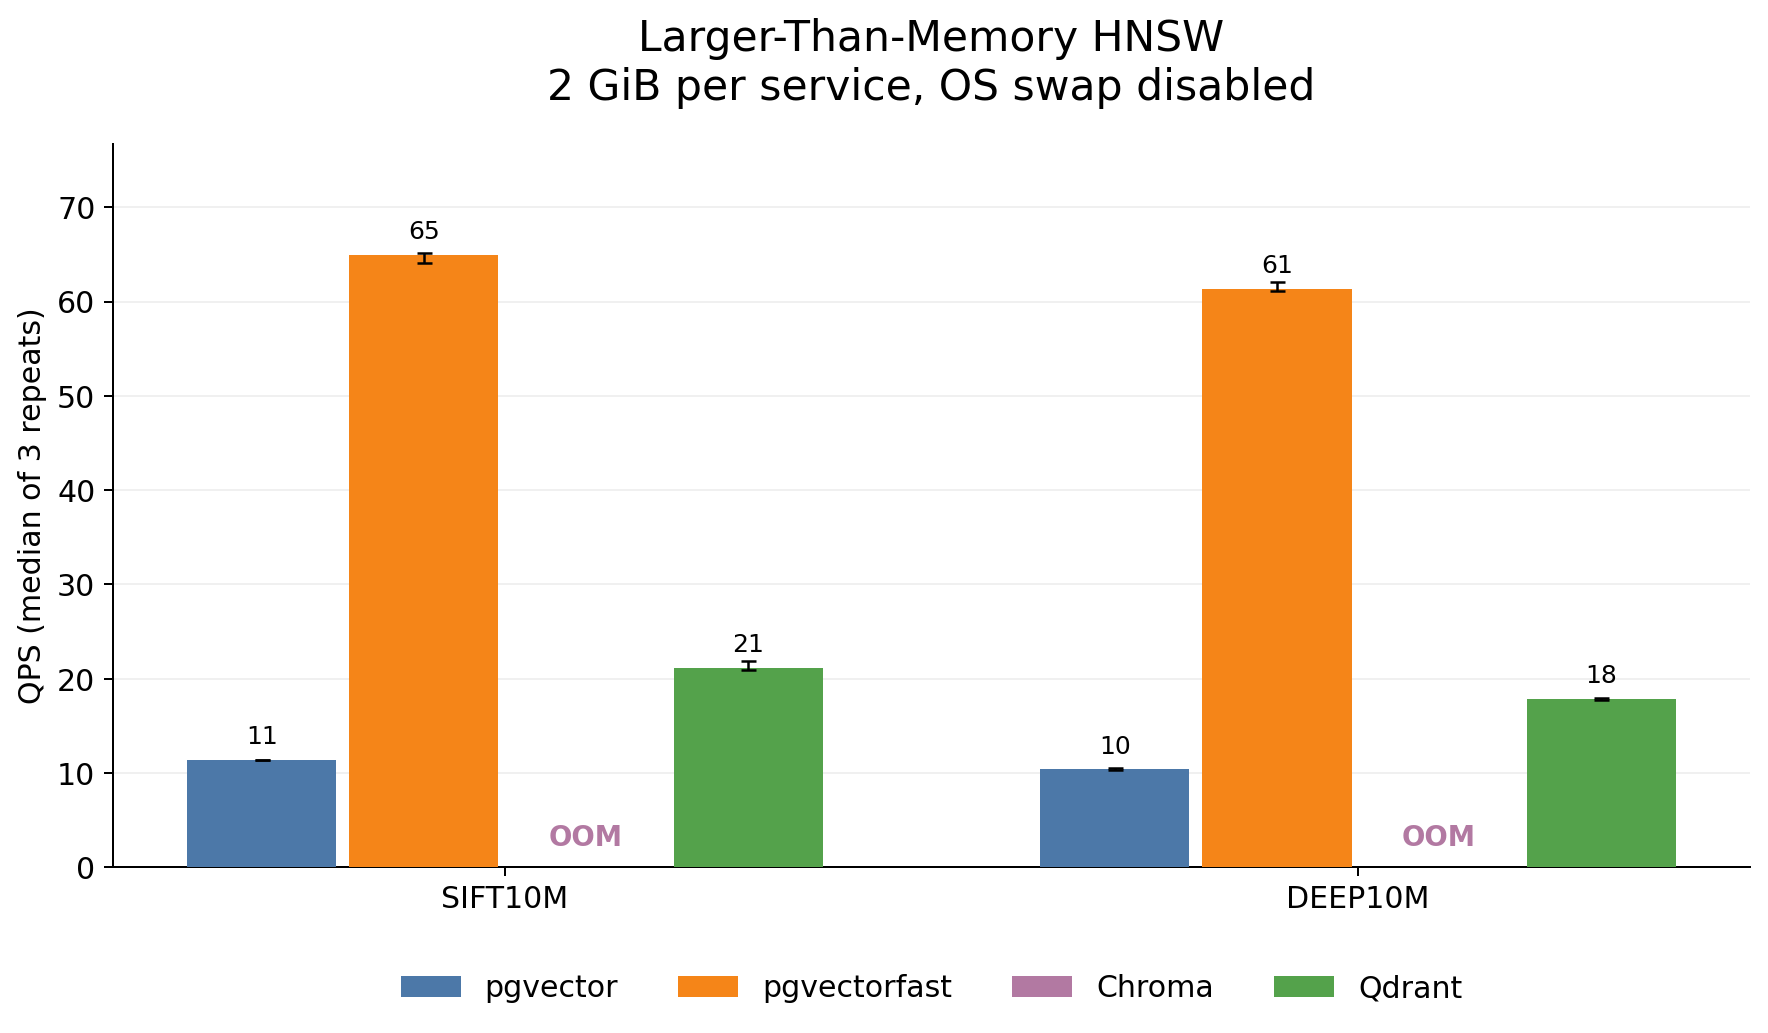 Larger-Than-Memory HNSW
2 GiB per service, OS swap disabled
QPS (median of 3 repeats)
70
60
50
40
30
20
10
0
11
65
OOM
21
10
61
OOM
18
SIFT10M
DEEP10M
pgvector
pgvectorfast
Chroma
Qdrant